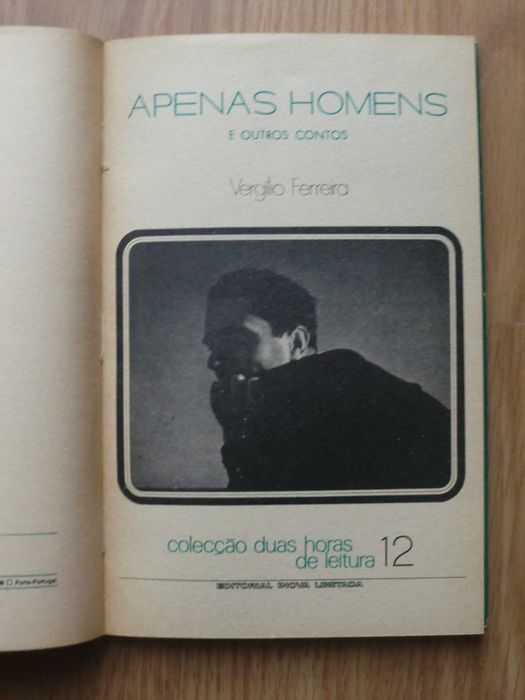 APENAS HOMENS
E OUTROS CONTOS
Vergílio Ferreira
colecção duas horas
de leitura 12
EDITORIAL INOVA LIMITADA
Porto-Portugal